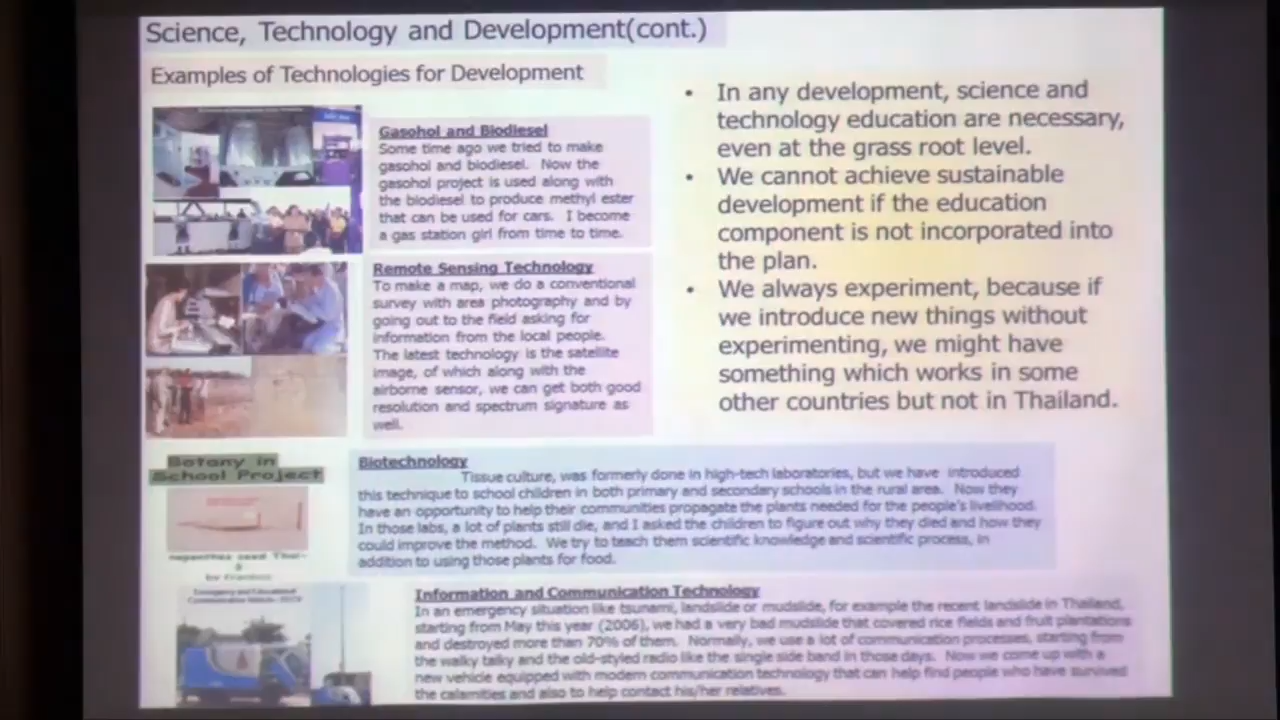 Science, Technology and Development(cont.)
Examples of Technologies for Development
Gasohol and Biodiesel
Some time ago we tried to make
gasohol and biodiesel. Now the
gasohol project is used along with
the biodiesel to produce methyl ester
that can be used for cars. I become
a gas station girl from time to time.
Remote Sensing Technology
To make a map, we do a conventional
survey with area photography and by
going out to the field asking for
information from the local people.
The latest technology is the satellite
image, of which along with the
airborne sensor, we can get both good
resolution and spectrum signature as
well.
• In any development, science and
technology education are necessary,
even at the grass root level.
• We cannot achieve sustainable
development if the education
component is not incorporated into
the plan.
• We always experiment, because if
we introduce new things without
experimenting, we might have
something which works in some
other countries but not in Thailand.
Botany in
School Project
seed
by
Biotechnology
Tissue culture, was formerly done in high-tech laboratories, but we have introduced
this technique to school children in both primary and secondary schools in the rural area. Now they
have an opportunity to help their communities propagate the plants needed for the people's livelihood.
In those labs, a lot of plants still die, and I asked the children to figure out why they died and how they
could improve the method. We try to teach them scientific knowledge and scientific process, in
addition to using those plants for food.
Emergency and Educational
Information and Communication Technology
In an emergency situation like tsunami, landslide or mudslide, for example the recent landslide in Thailand,
starting from May this year (2006), we had a very bad mudslide that covered rice fields and fruit plantations
and destroyed more than 70% of them. Normally, we use a lot of communication processes, starting from
the walky talky and the old-styled radio like the single side band in those days. Now we come up with a
new vehicle equipped with modern communication technology that can help find people who have survived
the calamities and also to help contact his/her relatives.